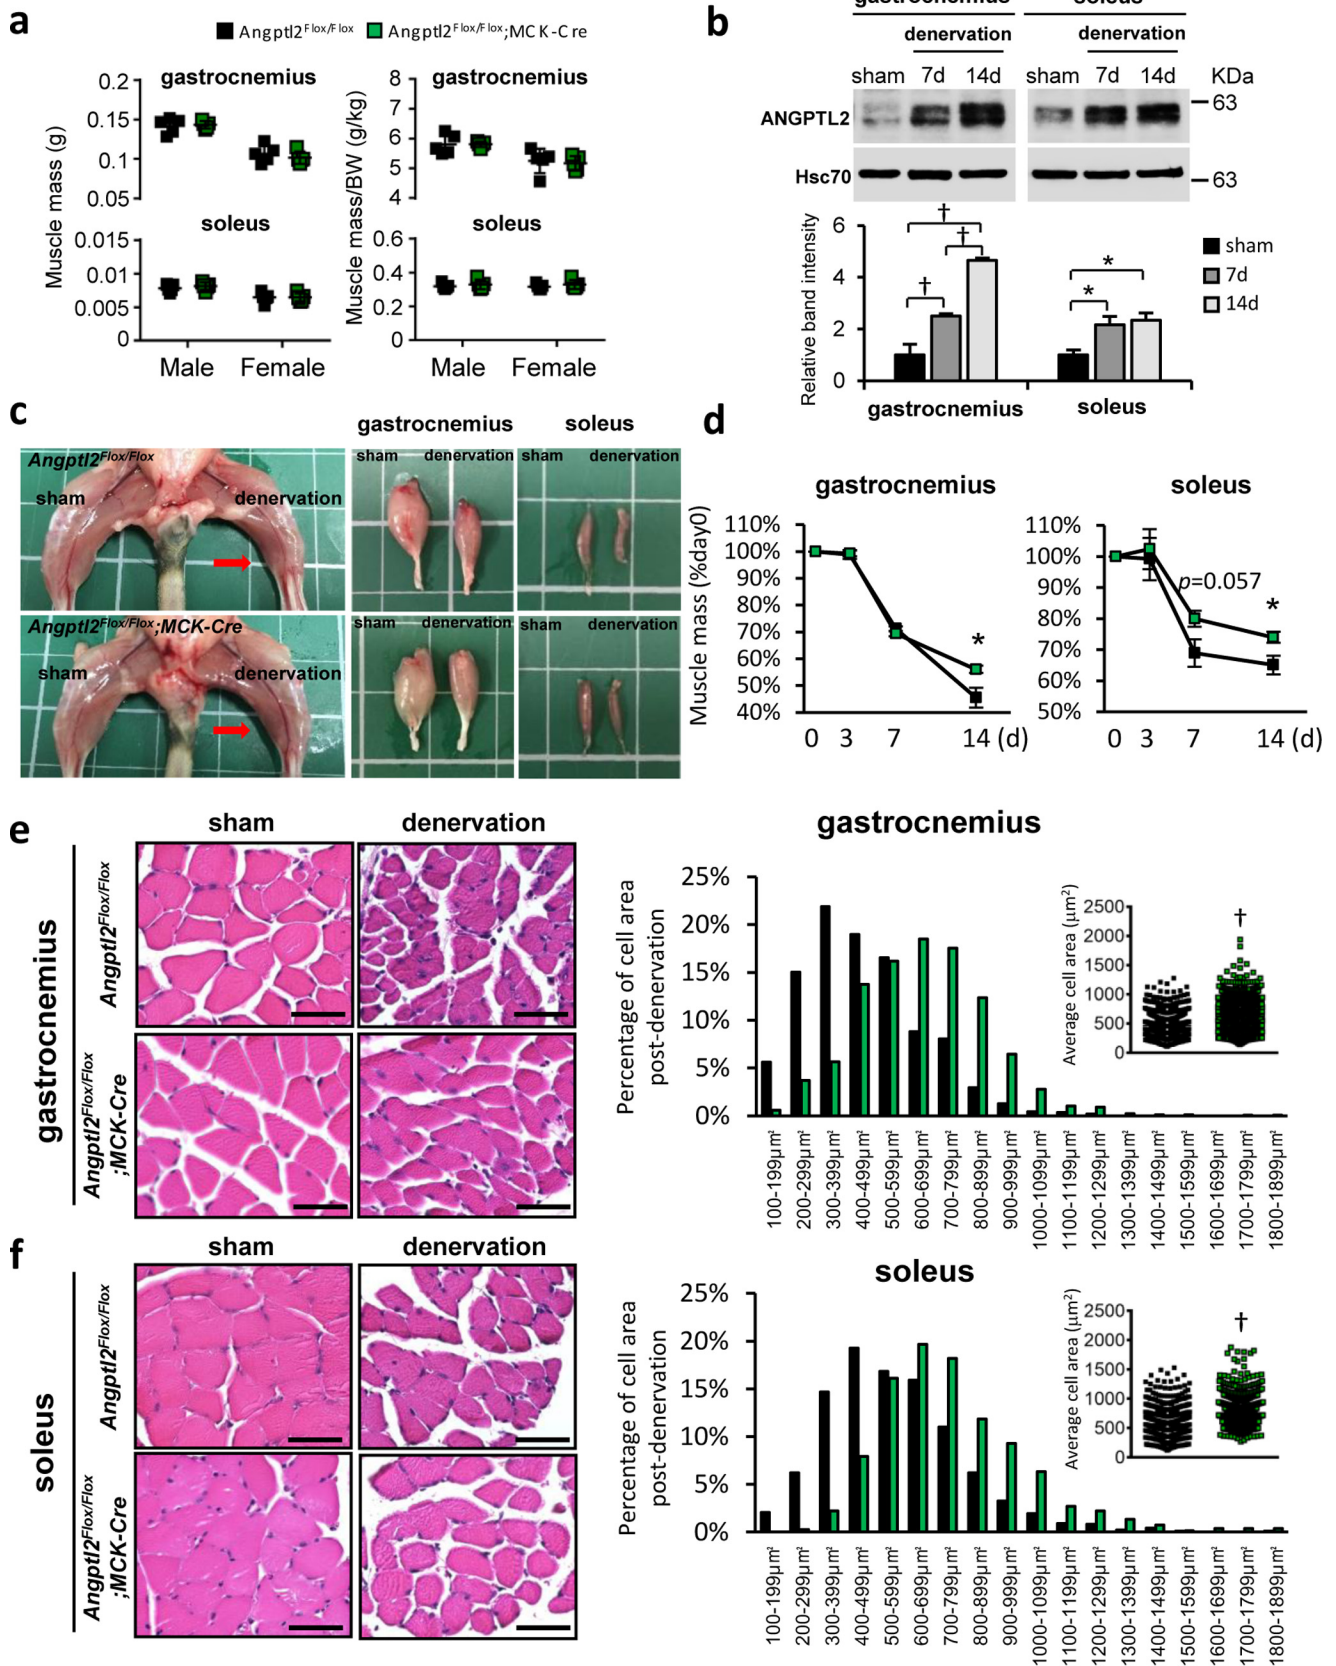 a
Angptl2Flox/Flox Angptl2Flox/Flox;MCK-Cre
gastrocnemius
gastrocnemius
Muscle mass (g)
0.2
0.15
0.1
0.05
soleus
0.015
0.01
0.005
0
Male Female
Muscle mass/BW (g/kg)
8
7
6
5
4
soleus
0.6
0.4
0.2
0
Male Female
b
gastrocnemius soleus
denervation denervation
sham 7d 14d sham 7d 14d KDa
ANGPTL2
63
Hsc70
63
Relative band intensity
6
4
2
0
† † †
* *
sham
7d
14d
gastrocnemius soleus
c
gastrocnemius soleus
Angptl2Flox/Flox
sham denervation
sham denervation
sham denervation
Angptl2Flox/Flox;MCK-Cre
sham denervation
sham denervation
sham denervation
d
gastrocnemius
Muscle mass (%day0)
110%
100%
90%
80%
70%
60%
50%
40%
*
0 3 7 14 (d)
soleus
110%
100%
90%
80%
70%
60%
50%
p=0.057
*
0 3 7 14 (d)
e
sham denervation
gastrocnemius
Angptl2Flox/Flox
Angptl2Flox/Flox
;MCK-Cre
gastrocnemius
Percentage of cell area
post-denervation
25%
20%
15%
10%
5%
0%
100-199µm²
200-299µm²
300-399µm²
400-499µm²
500-599µm²
600-699µm²
700-799µm²
800-899µm²
900-999µm²
1000-1099µm²
1100-1199µm²
1200-1299µm²
1300-1399µm²
1400-1499µm²
1500-1599µm²
1600-1699µm²
1700-1799µm²
1800-1899µm²
Average cell area (µm²)
2500
2000
1500
1000
500
0
†
f
sham denervation
soleus
Angptl2Flox/Flox
Angptl2Flox/Flox
;MCK-Cre
soleus
Percentage of cell area
post-denervation
25%
20%
15%
10%
5%
0%
100-199µm²
200-299µm²
300-399µm²
400-499µm²
500-599µm²
600-699µm²
700-799µm²
800-899µm²
900-999µm²
1000-1099µm²
1100-1199µm²
1200-1299µm²
1300-1399µm²
1400-1499µm²
1500-1599µm²
1600-1699µm²
1700-1799µm²
1800-1899µm²
Average cell area (µm²)
2500
2000
1500
1000
500
0
†